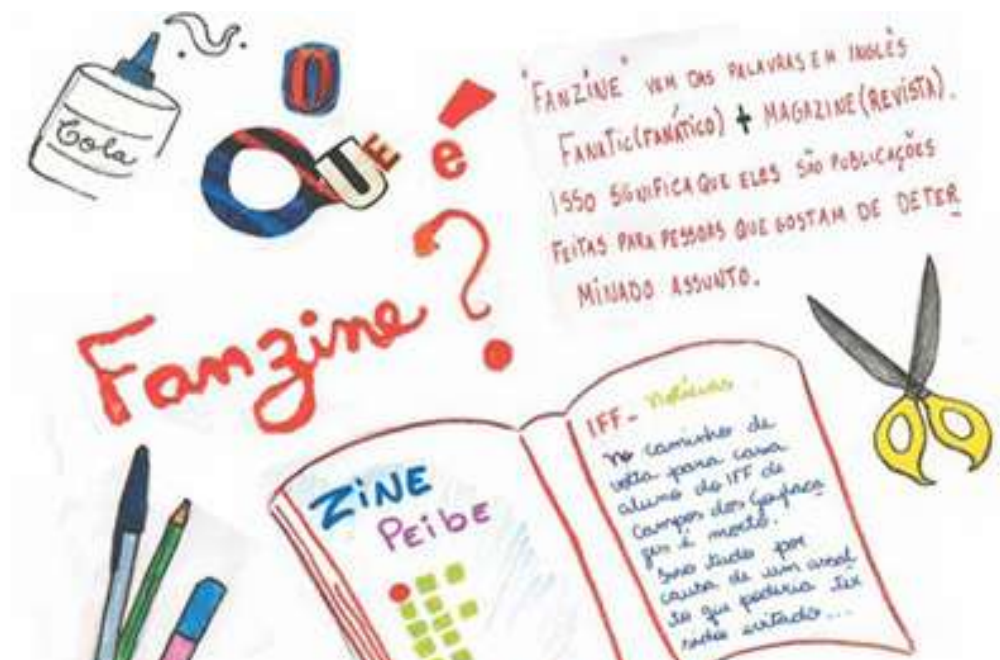 Cola
O
QUE
é
Fanzine?
"FANZINE" VEM DAS PALAVRAS EM INGLÊS
FANATIC(FANÁTICO) + MAGAZINE(REVISTA).
ISSO SIGNIFICA QUE ELES SÃO PUBLICAÇÕES
FEITAS PARA PESSOAS QUE GOSTAM DE DETER
MINADO ASSUNTO.
ZINE
PEIBE
IFF- notícias
no caminho de
volta para casa
aluno do IFF de
Campos dos Goytaca
zes é morto.
Isso tudo por
causa de um assal
to que poderia ter
sido evitado...